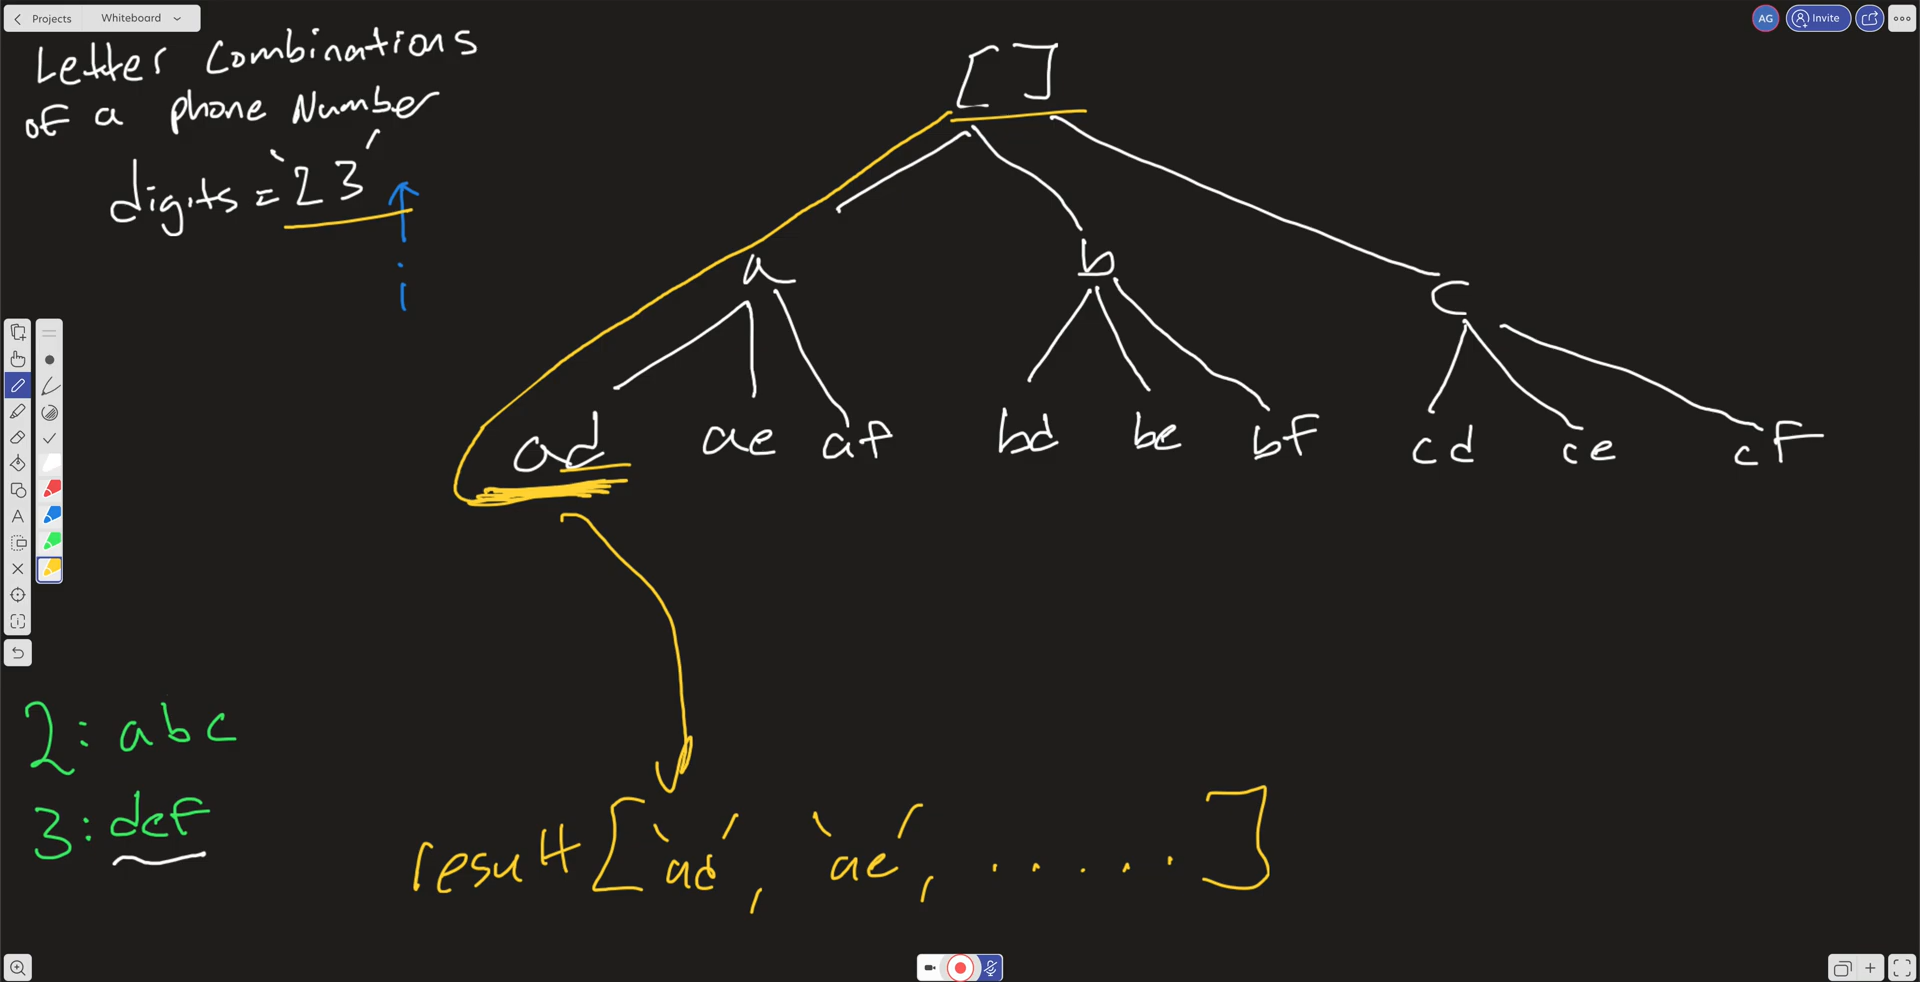 Projects Whiteboard
AG Invite
Letter Combinations
of a phone Number
digits = `23'
i
[ ]
a b c
ad ae af bd be bf cd ce cf
A
2: abc
3: def
result [`ad', `ae', ..... ]